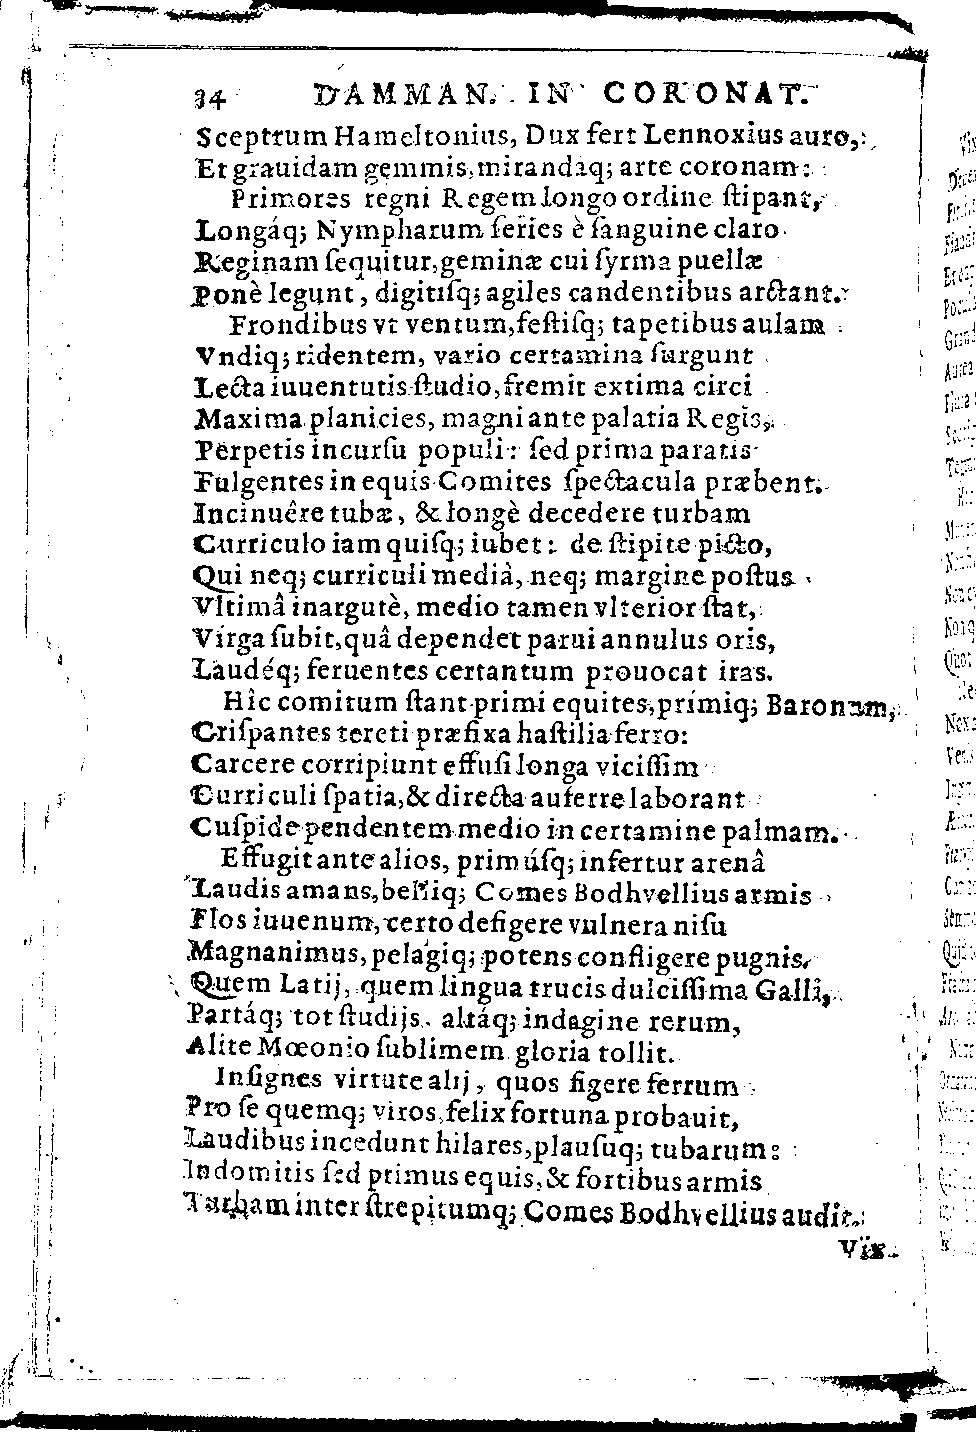 34 DAMMAN. IN CORONAT.
Sceptrum Hameltonius, Dux fert Lennoxius auro,
Et grauidam gemmis, mirandáq; arte coronam:
Primores regni Regem longo ordine ſtipant,
Longáq; Nympharum ſeries è ſanguine claro
Reginam ſequitur, geminæ cui ſyrma puellæ
Ponè legunt, digitiſq; agiles candentibus arctant.
Frondibus vt ventum, feſtiſq; tapetibus aulam
Vndiq; ridentem, vario certamina ſurgunt
Lecta iuuentutis ſtudio, fremit extima circi
Maxima planicies, magni ante palatia Regis,
Perpetis incurſu populi: ſed prima paratis
Fulgentes in equis Comites ſpectacula præbent.
Incinuêre tubæ, & longè decedere turbam
Curriculo iam quiſq; iubet: de ſtipite picto,
Qui neq; curriculi mediâ, neq; margine poſtus
Vltimâ inargutè, medio tamen vlterior ſtat,
Virga ſubit, quâ dependet parui annulus oris,
Laudéq; feruentes certantum prouocat iras.
Hîc comitum ſtant primi equites, primiq; Baronum,
Criſpantes tereti præfixa haſtilia ferro:
Carcere corripiunt effuſi longa viciſſim
Curriculi ſpatia, & directa auferre laborant
Cuſpide pendentem medio in certamine palmam.
Effugit ante alios, primúſq; infertur arenâ
Laudis amans, belliq; Comes Bodhvellius armis
Flos iuuenum, certo defigere vulnera niſu
Magnanimus, pelagiq; potens confligere pugnis,
Quem Latij, quem lingua trucis dulciſſima Galli,
Partáq; tot ſtudijs altáq; indagine rerum,
Alite Mœonio ſublimem gloria tollit.
Inſignes virtute alij, quos figere ferrum
Pro ſe quemq; viros, felix fortuna probauit,
Laudibus incedunt hilares, plauſuq; tubarum:
Indomitis ſed primus equis, & fortibus armis
Turbam inter ſtrepitumq; Comes Bodhvellius audit.
Vix